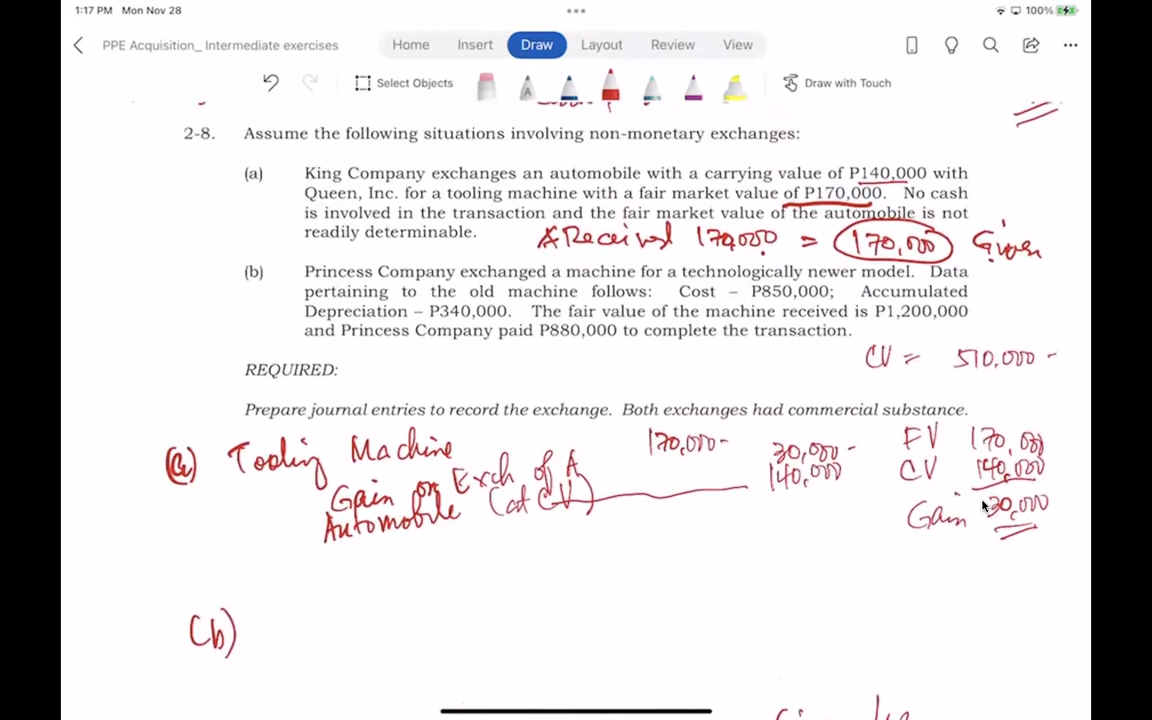 1:17 PM Mon Nov 28
100%
PPE Acquisition_ Intermediate exercises
Home Insert Draw Layout Review View
Select Objects
A
Draw with Touch
2-8. Assume the following situations involving non-monetary exchanges:
(a) King Company exchanges an automobile with a carrying value of P140,000 with
Queen, Inc. for a tooling machine with a fair market value of P170,000. No cash
is involved in the transaction and the fair market value of the automobile is not
readily determinable.
A Received 170,000 = 170,000 Given
(b) Princess Company exchanged a machine for a technologically newer model. Data
pertaining to the old machine follows: Cost – P850,000; Accumulated
Depreciation – P340,000. The fair value of the machine received is P1,200,000
and Princess Company paid P880,000 to complete the transaction.
CV = 510,000 -
REQUIRED:
Prepare journal entries to record the exchange. Both exchanges had commercial substance.
(a) Tooling Machine 170,000-
Gain on Exch of A 30,000-
Automobile (at CV) 140,000
FV 170,000
CV 140,000
Gain 30,000
(b)